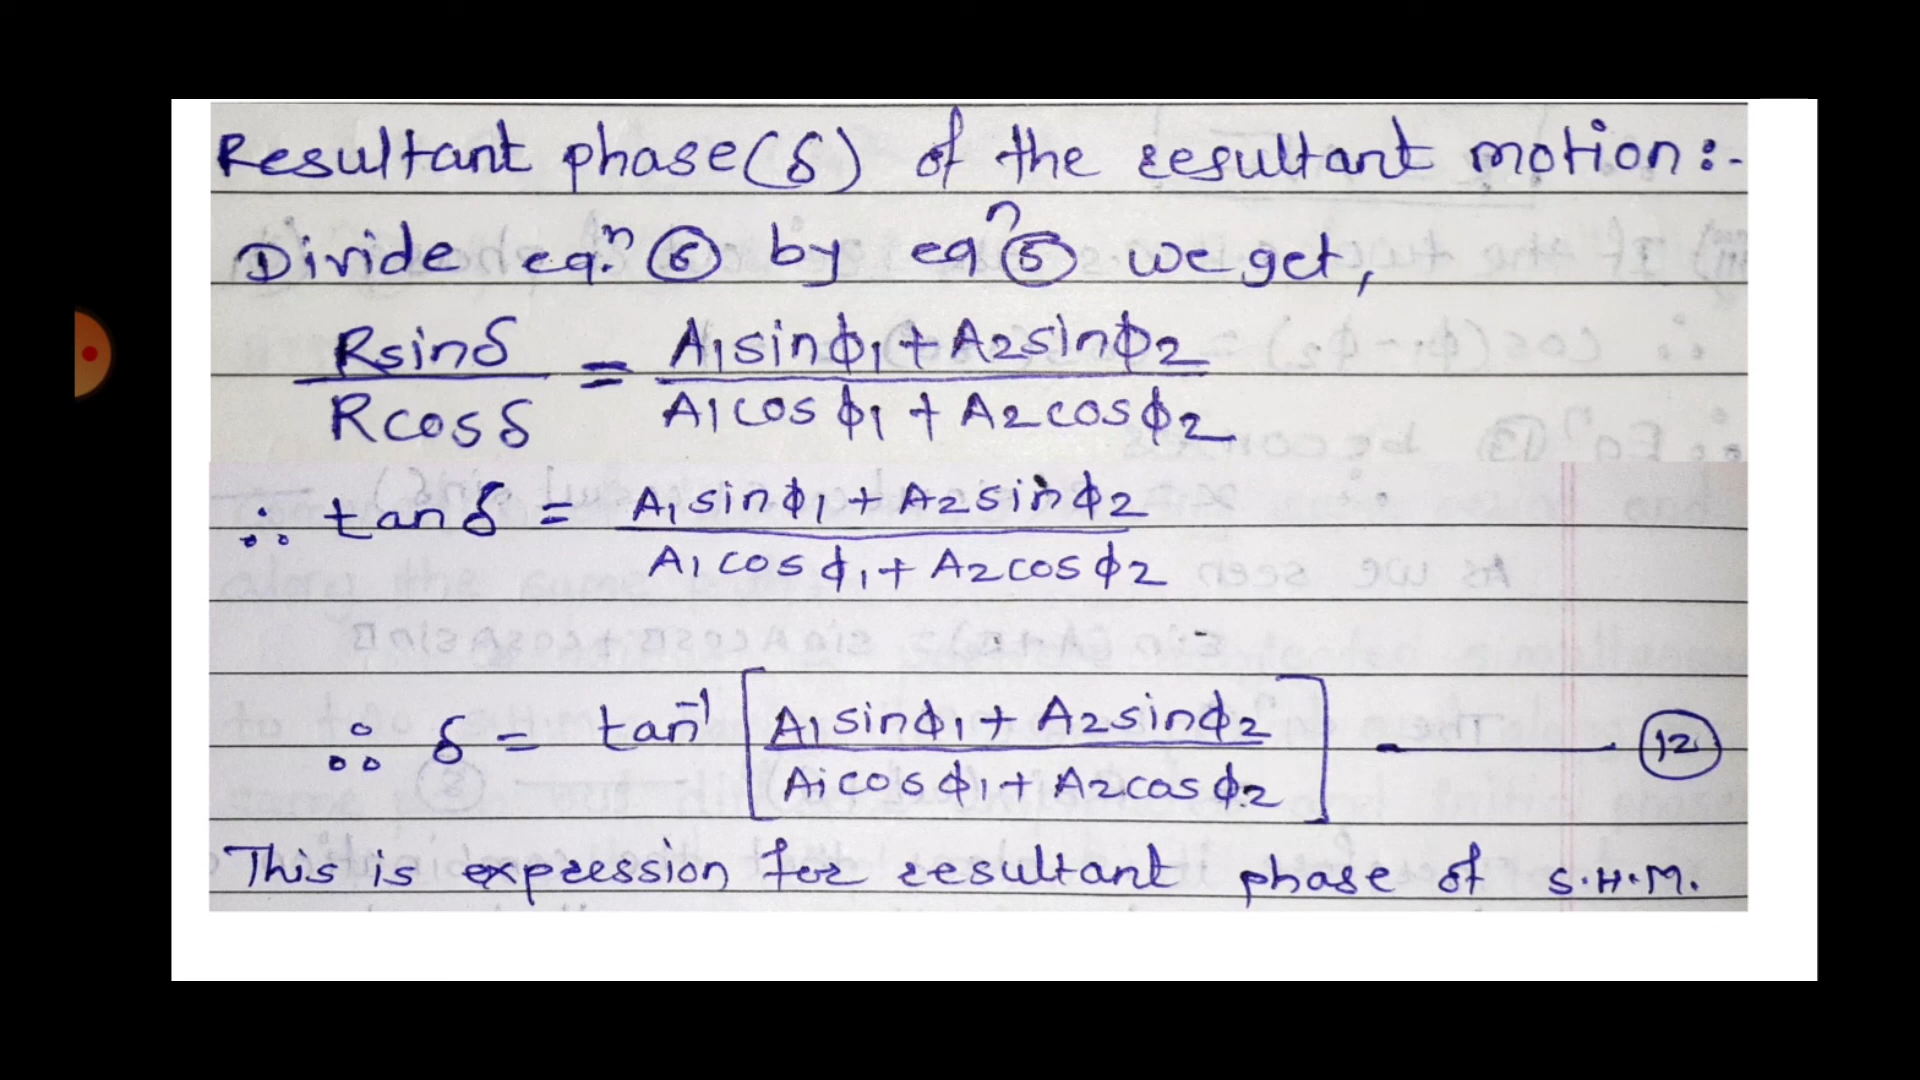 Resultant phase(δ) of the resultant motion:-
Divide eq.ⁿ ⑥ by eqⁿ ⑤ we get,
Rsinδ / Rcosδ = A₁sinϕ₁ + A₂sinϕ₂ / A₁cosϕ₁ + A₂cosϕ₂
∴ tanδ = A₁sinϕ₁ + A₂sinϕ₂ / A₁cosϕ₁ + A₂cosϕ₂
∴ δ = tan⁻¹ [A₁sinϕ₁ + A₂sinϕ₂ / A₁cosϕ₁ + A₂cosϕ₂] — ⑫
This is expression for resultant phase of S.H.M.